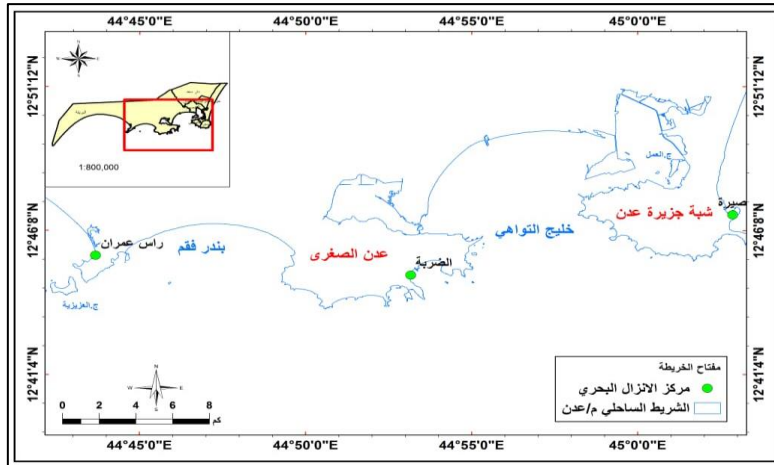 44°45'0"E 44°50'0"E 44°55'0"E 45°0'0"E
12°51'12"N
12°46'8"N
12°41'4"N
1:800,000
ج.العمل
صيرة
شبة جزيرة عدن
خليج التواهي
راس عمران
بندر فقم
عدن الصغرى
الضربة
ج.العزيزية
مفتاح الخريطة
مركز الانزال البحري
الشريط الساحلي م/عدن
N
W E
S
0 2 4 6 8
كم
12°51'12"N
12°46'8"N
12°41'4"N
44°45'0"E 44°50'0"E 44°55'0"E 45°0'0"E